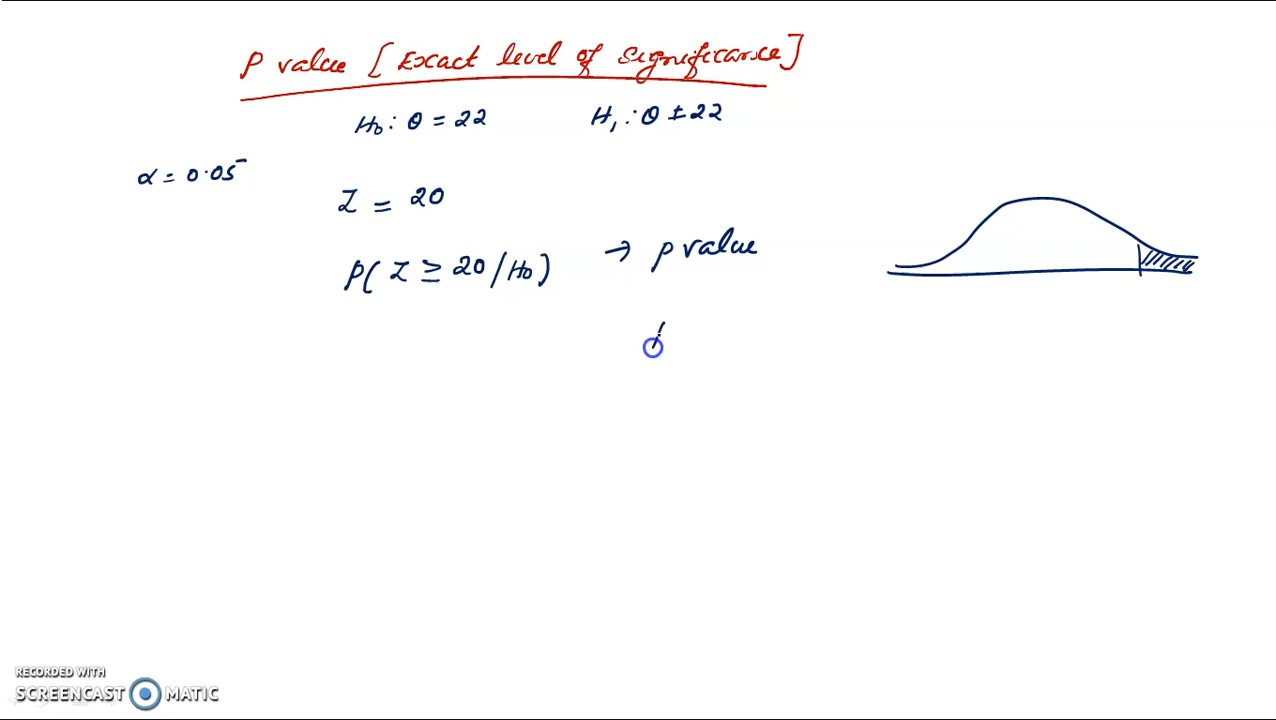 P value [Exact level of significance]
H₀: θ = 22 H₁: θ ≠ 22
α = 0.05
Z = 20
P( Z ≥ 20/H₀) → p value
RECORDED WITH
SCREENCAST MATIC